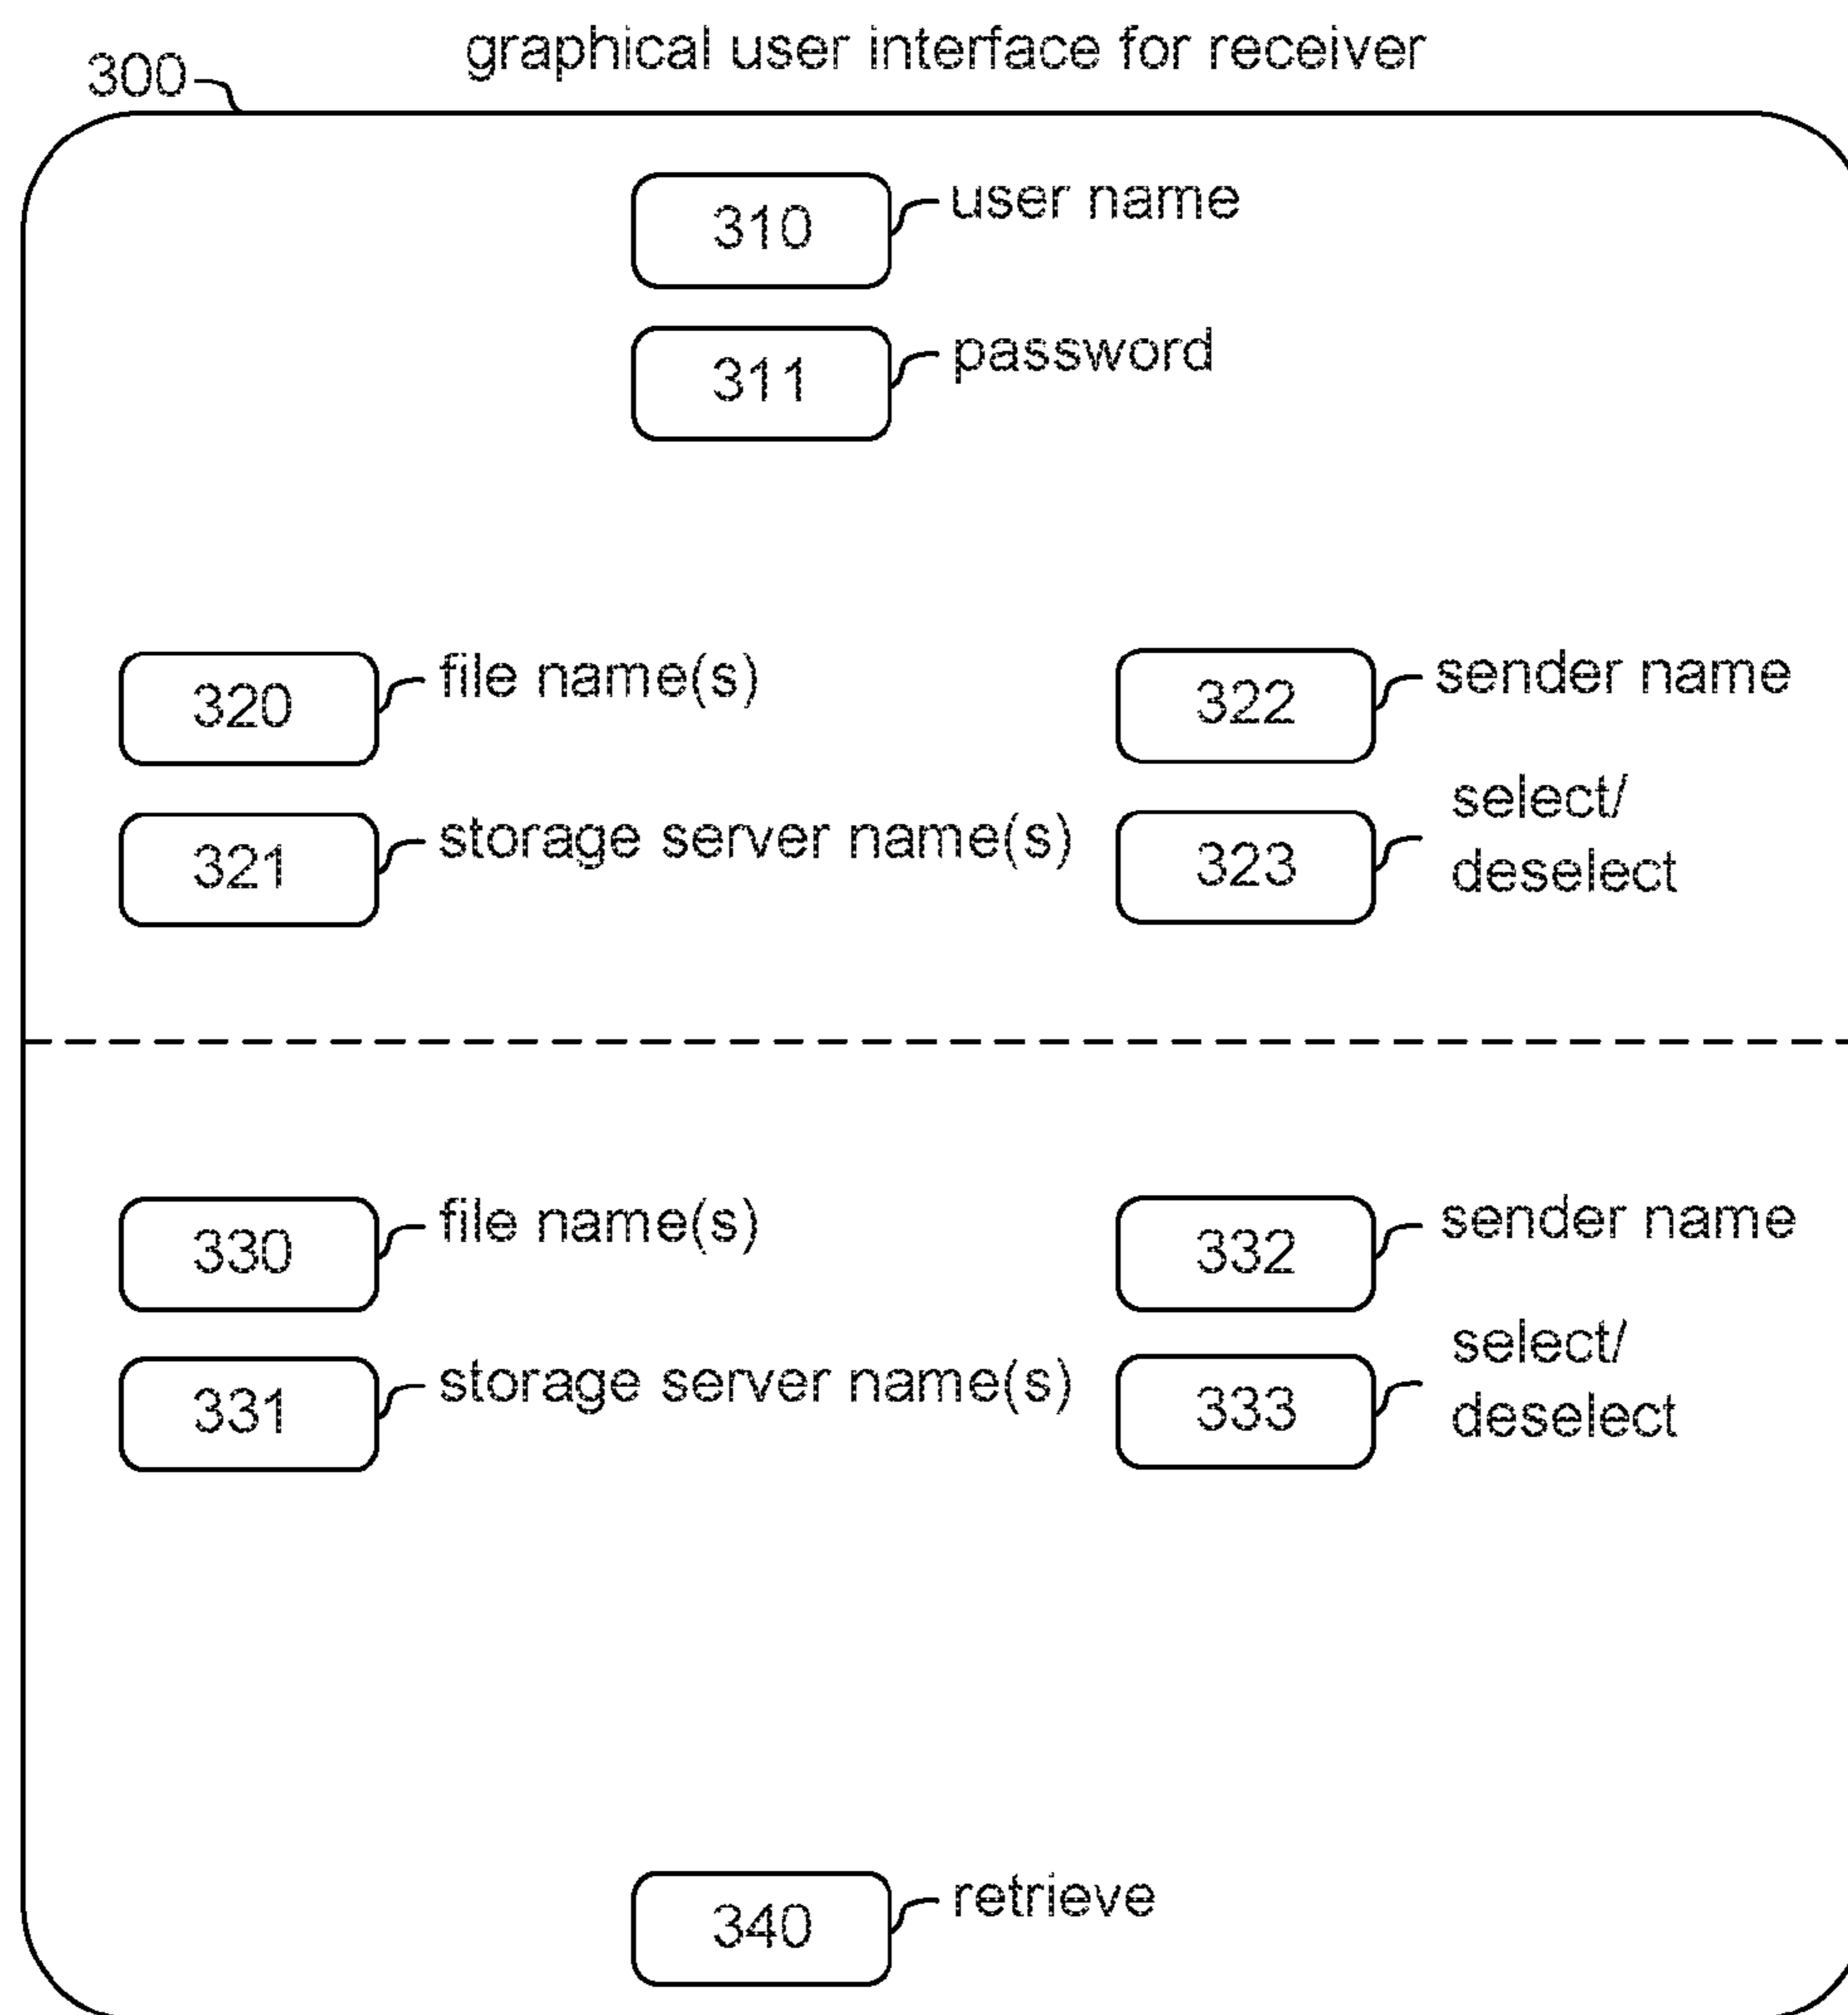 graphical user interface for receiver
300
310 user name
311 password
320 file name(s) 322 sender name
321 storage server name(s) 323 select/
deselect
330 file name(s) 332 sender name
331 storage server name(s) 333 select/
deselect
340 retrieve